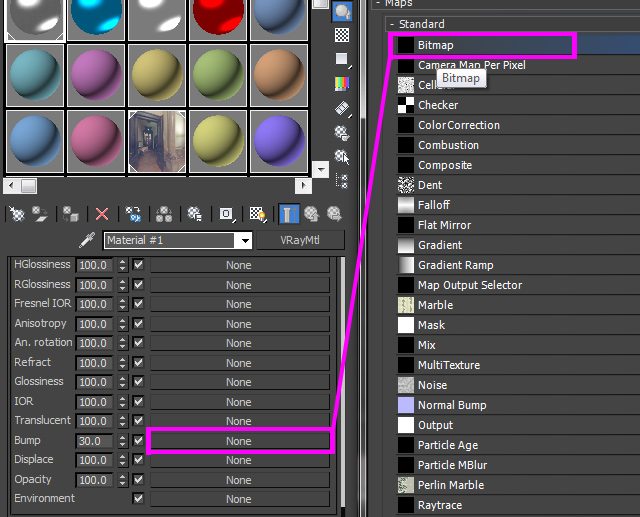 Material #1
VRayMtl
HGlossiness 100.0 None
RGlossiness 100.0 None
Fresnel IOR 100.0 None
Anisotropy 100.0 None
An. rotation 100.0 None
Refract 100.0 None
Glossiness 100.0 None
IOR 100.0 None
Translucent 100.0 None
Bump 30.0 None
Displace 100.0 None
Opacity 100.0 None
Environment None
- Maps
- Standard
Bitmap
Camera Map Per Pixel
Bitmap
Checker
ColorCorrection
Combustion
Composite
Dent
Falloff
Flat Mirror
Gradient
Gradient Ramp
Map Output Selector
Marble
Mask
Mix
MultiTexture
Noise
Normal Bump
Output
Particle Age
Particle MBlur
Perlin Marble
Raytrace